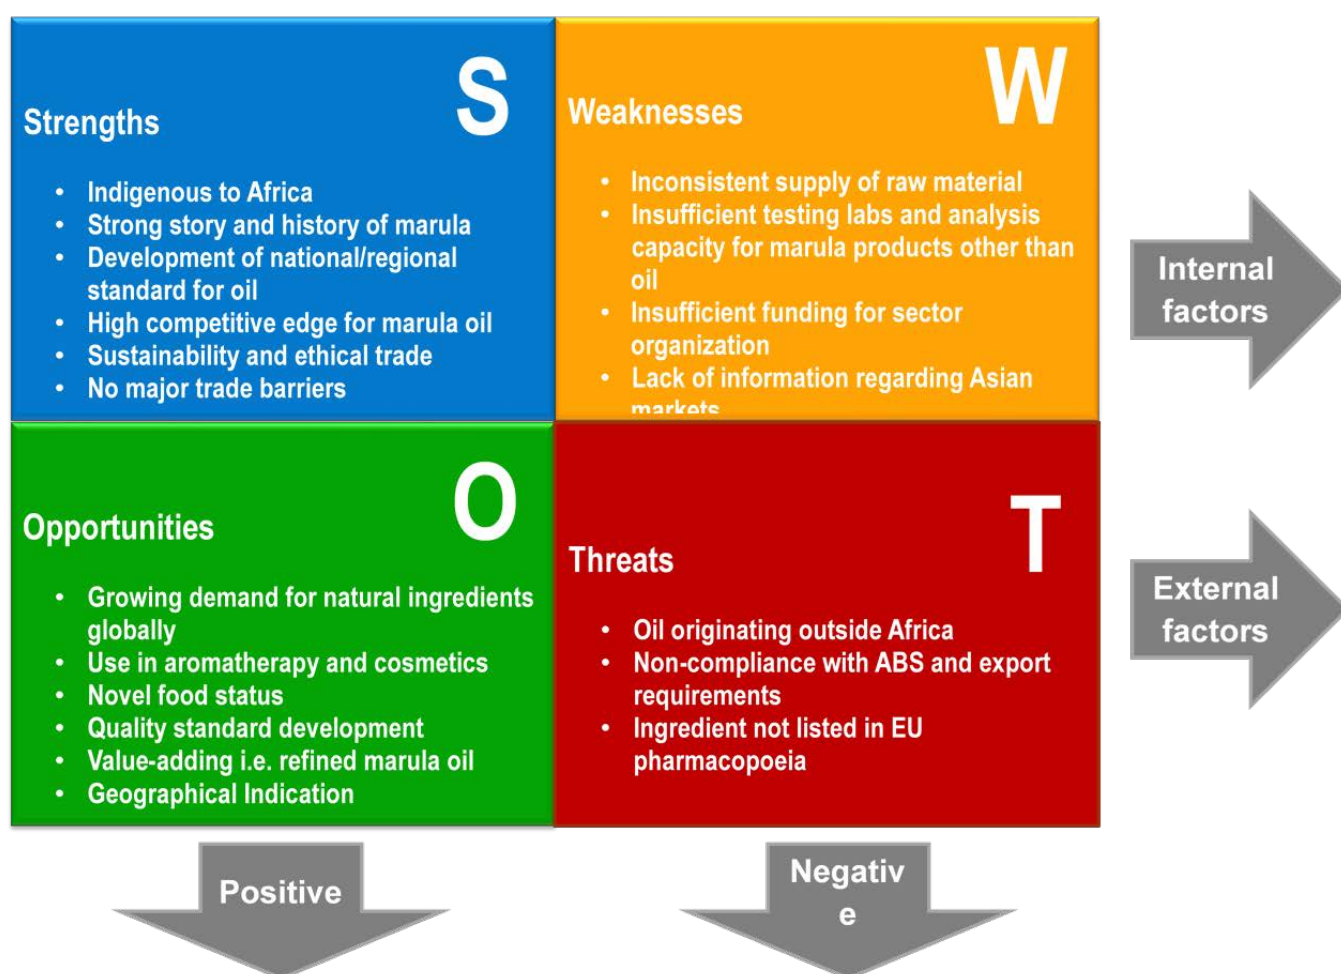 S
Strengths
• Indigenous to Africa
• Strong story and history of marula
• Development of national/regional
standard for oil
• High competitive edge for marula oil
• Sustainability and ethical trade
• No major trade barriers
W
Weaknesses
• Inconsistent supply of raw material
• Insufficient testing labs and analysis
capacity for marula products other than
oil
• Insufficient funding for sector
organization
• Lack of information regarding Asian
markets
Internal
factors
O
Opportunities
• Growing demand for natural ingredients
globally
• Use in aromatherapy and cosmetics
• Novel food status
• Quality standard development
• Value-adding i.e. refined marula oil
• Geographical Indication
T
Threats
• Oil originating outside Africa
• Non-compliance with ABS and export
requirements
• Ingredient not listed in EU
pharmacopoeia
External
factors
Positive
Negativ
e